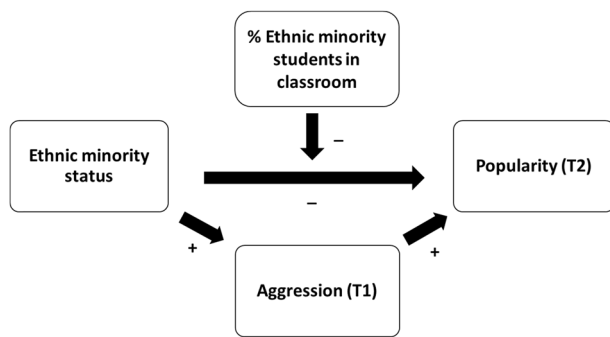 % Ethnic minority
students in
classroom
–
Ethnic minority
status
Popularity (T2)
–
+
+
Aggression (T1)